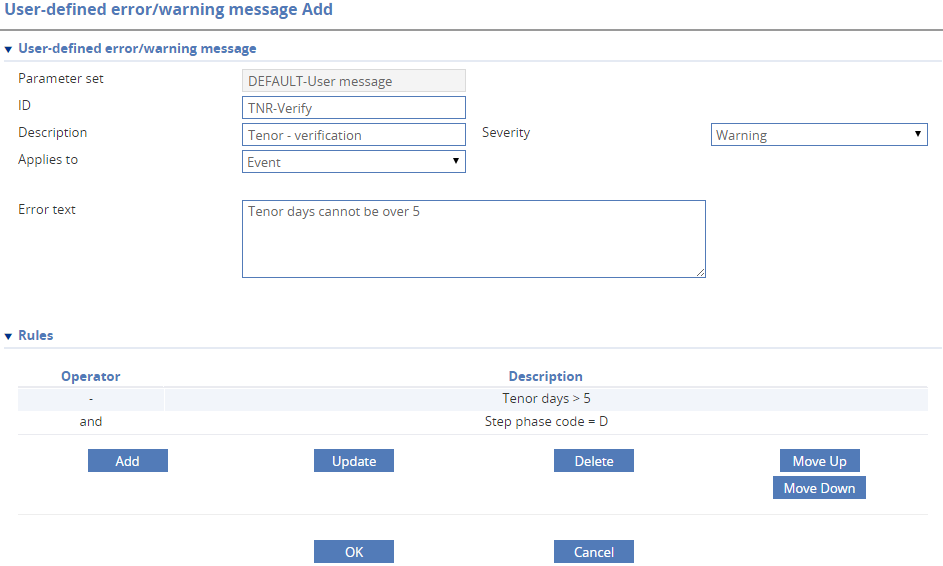 User-defined error/warning message Add
User-defined error/warning message
Parameter set DEFAULT-User message
ID TNR-Verify
Description Tenor - verification Severity Warning
Applies to Event
Error text Tenor days cannot be over 5
Rules
Operator Description
- Tenor days > 5
and Step phase code = D
Add Update Delete Move Up
Move Down
OK Cancel